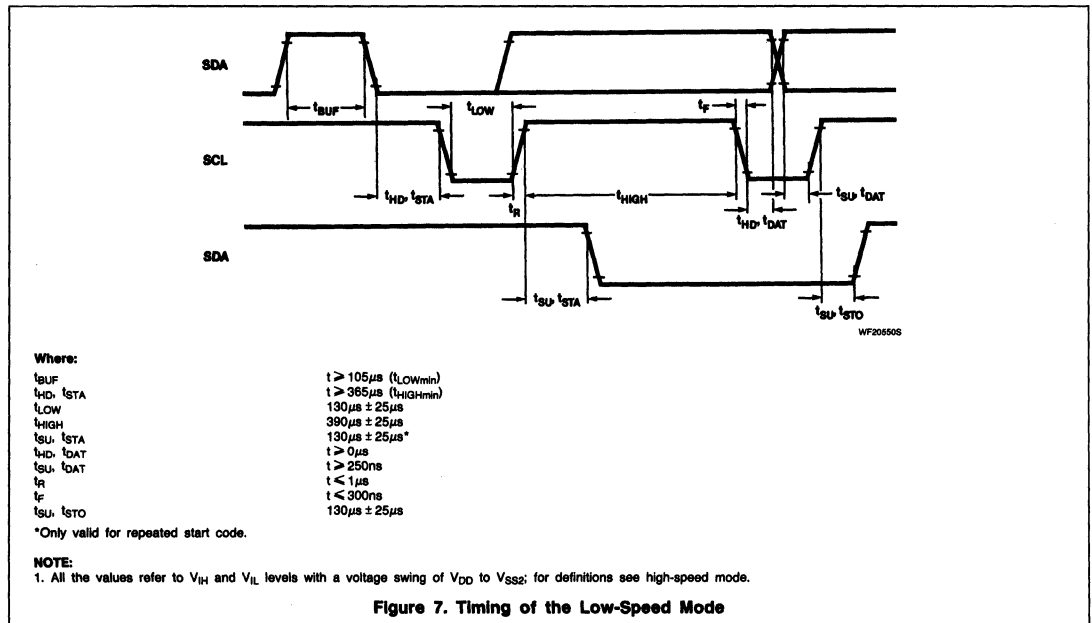 SDA
tBUF
tLOW
tF
SCL
tHD, tSTA
tR
tHIGH
tHD, tDAT
tSU, tDAT
SDA
tSU, tSTA
tSU, tSTO
WF20550S
Where:
tBUF t ⩾ 105μs (tLOWmin)
tHD, tSTA t ⩾ 365μs (tHIGHmin)
tLOW 130μs ± 25μs
tHIGH 390μs ± 25μs
tSU, tSTA 130μs ± 25μs*
tHD, tDAT t ⩾ 0μs
tSU, tDAT t ⩾ 250ns
tR t ⩽ 1μs
tF t ⩽ 300ns
tSU, tSTO 130μs ± 25μs
*Only valid for repeated start code.
NOTE:
1. All the values refer to VIH and VIL levels with a voltage swing of VDD to VSS2; for definitions see high-speed mode.
Figure 7. Timing of the Low-Speed Mode